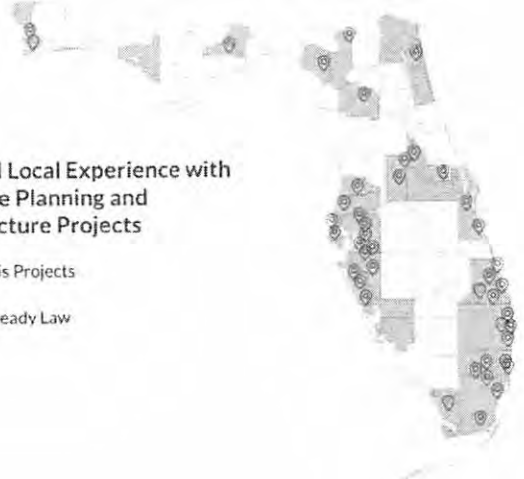 Local Experience with
e Planning and
cture Projects
is Projects
eady Law